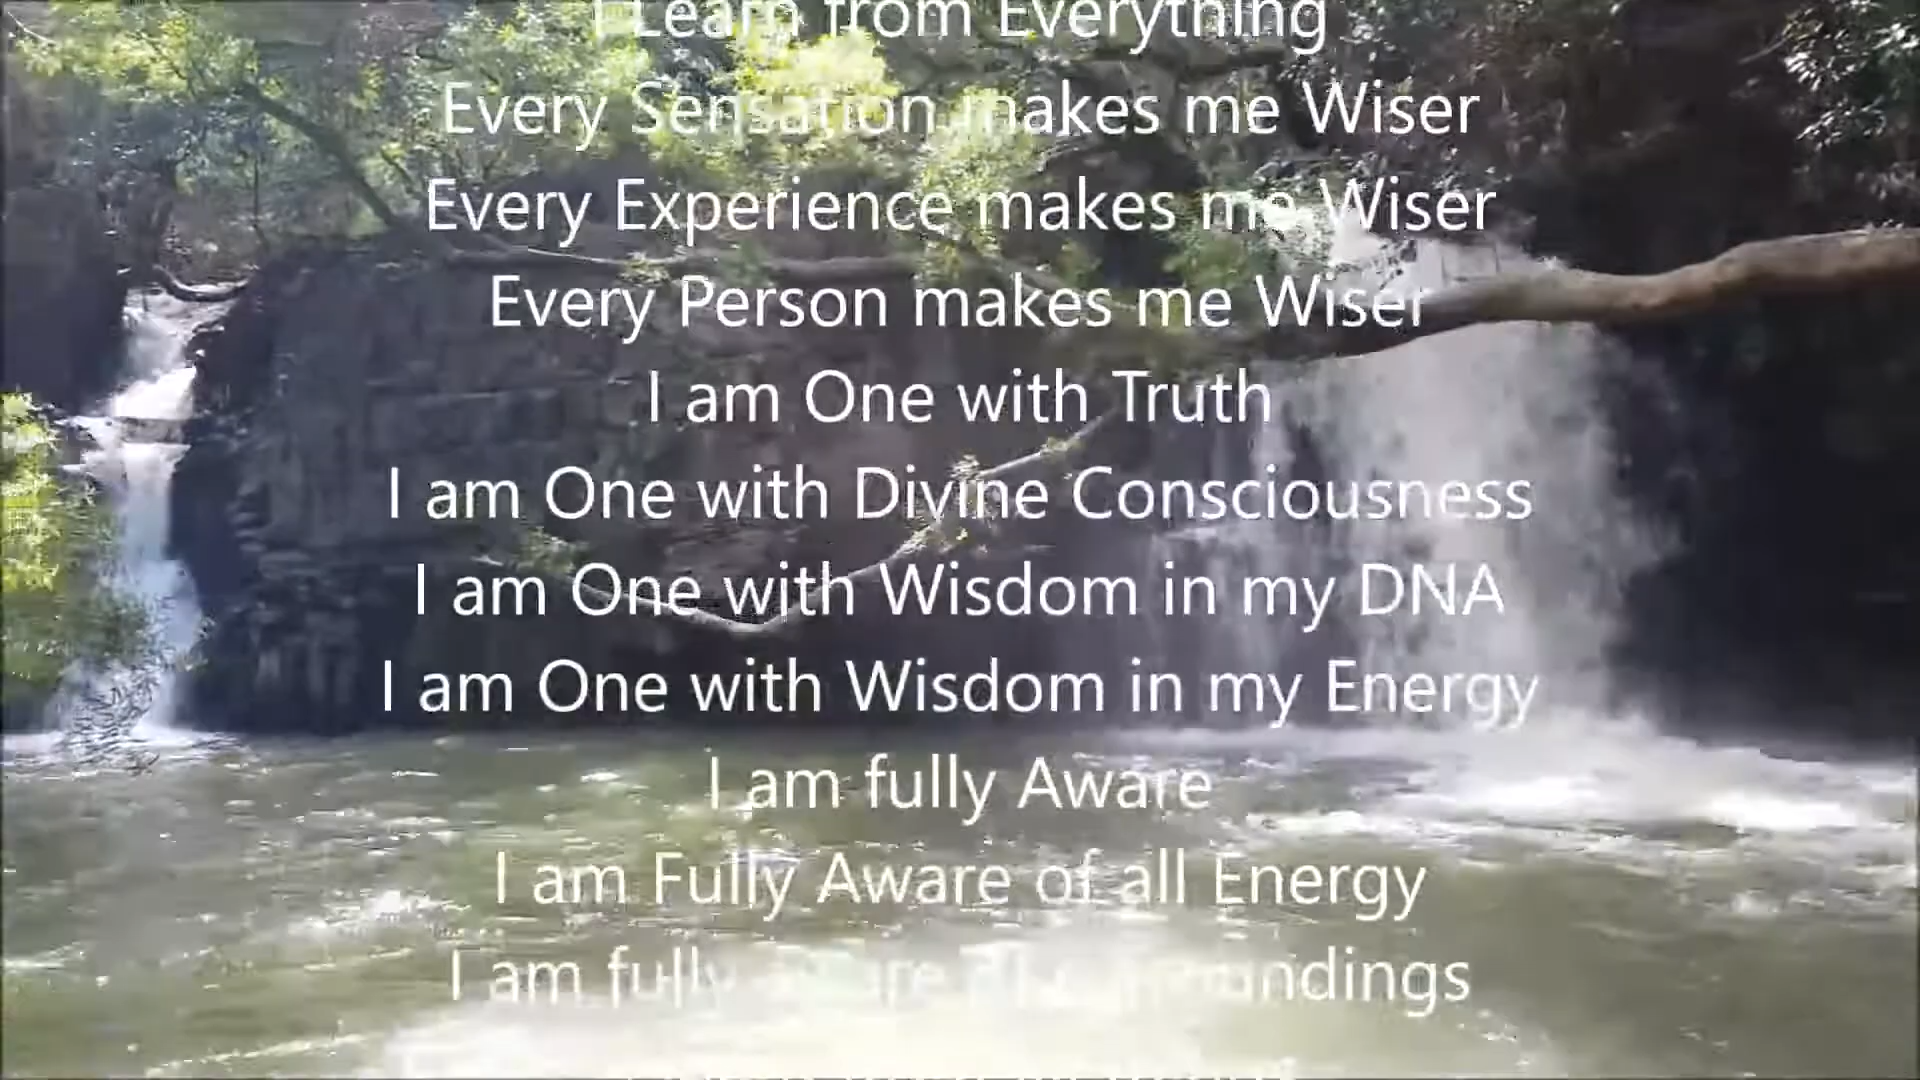 I Learn from Everything
Every Sensation makes me Wiser
Every Experience makes me Wiser
Every Person makes me Wiser
I am One with Truth
I am One with Divine Consciousness
I am One with Wisdom in my DNA
I am One with Wisdom in my Energy
I am fully Aware
I am Fully Aware of all Energy
I am fully aware surroundings